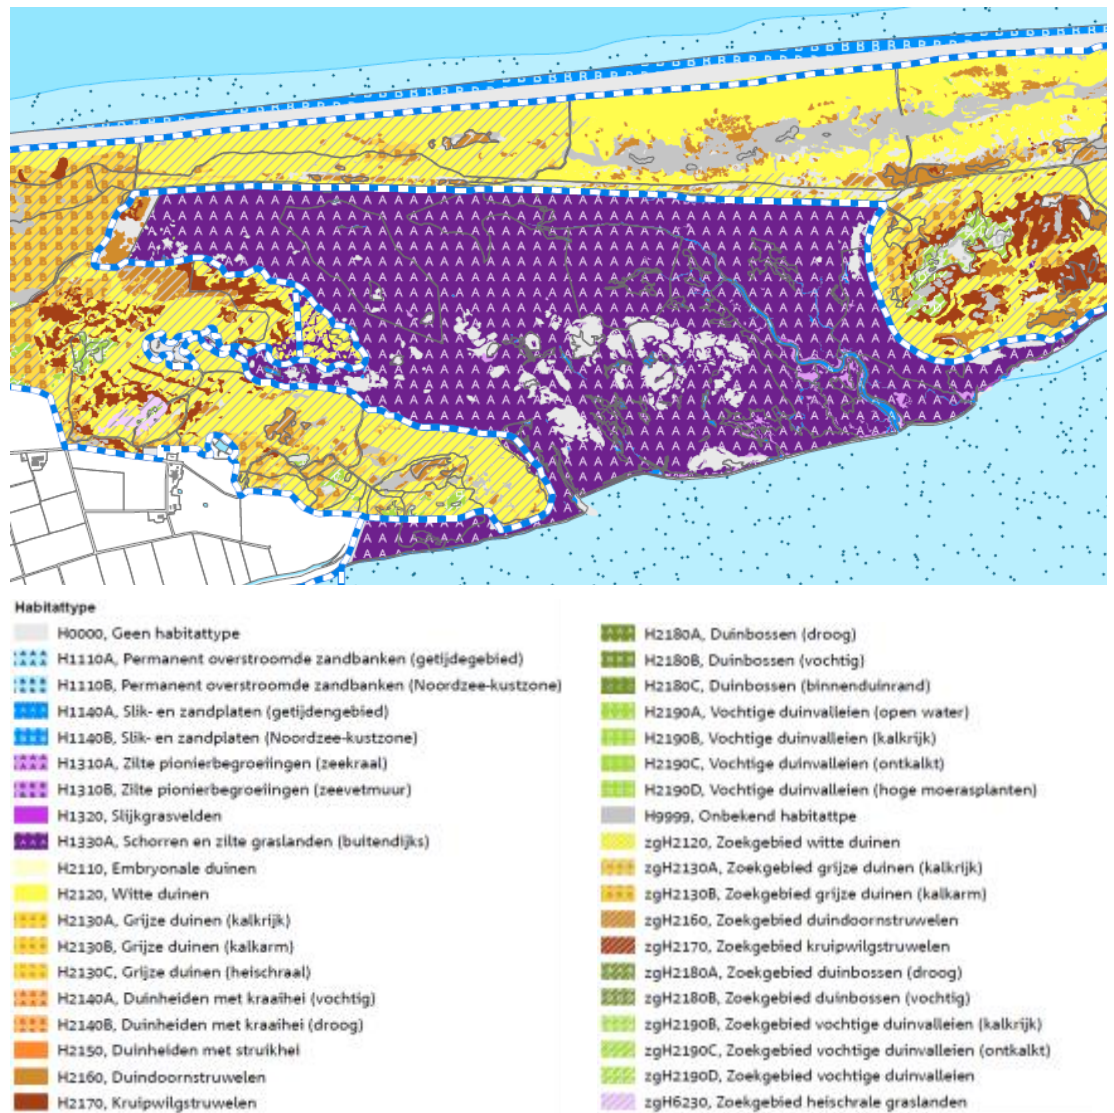 Habitattype
H0000, Geen habitattype
H1110A, Permanent overstroomde zandbanken (getijdegebied)
H1110B, Permanent overstroomde zandbanken (Noordzee-kustzone)
H1140A, Slik- en zandplaten (getijdengebied)
H1140B, Slik- en zandplaten (Noordzee-kustzone)
H1310A, Zilte pionierbegroeiingen (zeekraal)
H1310B, Zilte pionierbegroeiingen (zeevetmuur)
H1320, Slijkgrasvelden
H1330A, Schorren en zilte graslanden (buitendijks)
H2110, Embryonale duinen
H2120, Witte duinen
H2130A, Grijze duinen (kalkrijk)
H2130B, Grijze duinen (kalkarm)
H2130C, Grijze duinen (heischraal)
H2140A, Duinheiden met kraaihei (vochtig)
H2140B, Duinheiden met kraaihei (droog)
H2150, Duinheiden met struikhei
H2160, Duindoornstruwelen
H2170, Kruipwilgstruwelen
H2180A, Duinbossen (droog)
H2180B, Duinbossen (vochtig)
H2180C, Duinbossen (binnenduinrand)
H2190A, Vochtige duinvalleien (open water)
H2190B, Vochtige duinvalleien (kalkrijk)
H2190C, Vochtige duinvalleien (ontkalkt)
H2190D, Vochtige duinvalleien (hoge moerasplanten)
H9999, Onbekend habitattpe
zgH2120, Zoekgebied witte duinen
zgH2130A, Zoekgebied grijze duinen (kalkrijk)
zgH2130B, Zoekgebied grijze duinen (kalkarm)
zgH2160, Zoekgebied duindoornstruwelen
zgH2170, Zoekgebied kruipwilgstruwelen
zgH2180A, Zoekgebied duinbossen (droog)
zgH2180B, Zoekgebied duinbossen (vochtig)
zgH2190B, Zoekgebied vochtige duinvalleien (kalkrijk)
zgH2190C, Zoekgebied vochtige duinvalleien (ontkalkt)
zgH2190D, Zoekgebied vochtige duinvalleien
zgH6230, Zoekgebied heischrale graslanden